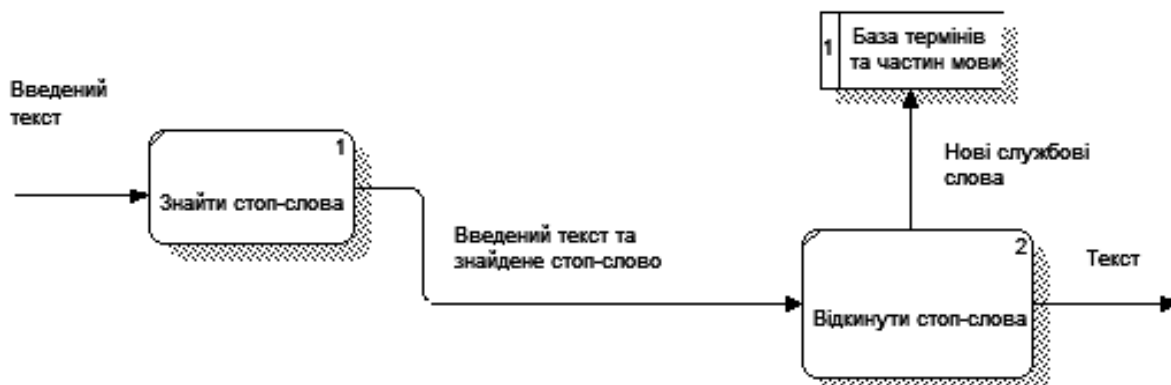 Введений
текст
1
Знайти стоп-слова
Введений текст та
знайдене стоп-слово
1
База термінів
та частин мови
Нові службові
слова
2
Відкинути стоп-слова
Текст